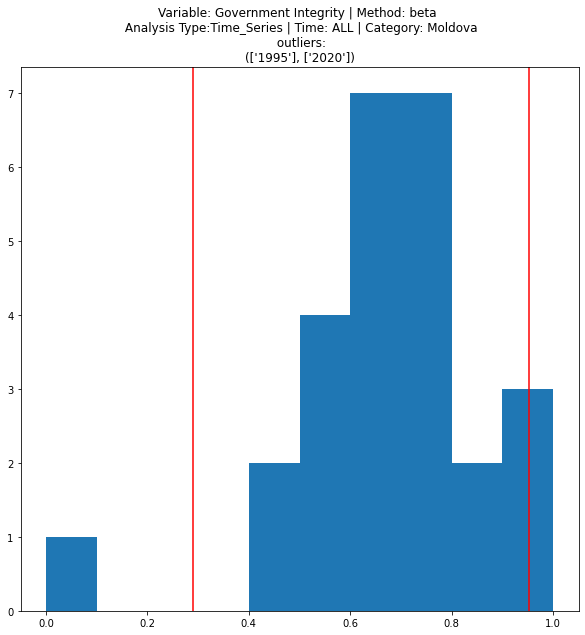 Variable: Government Integrity | Method: beta
Analysis Type:Time_Series | Time: ALL | Category: Moldova
outliers:
(['1995'], ['2020'])
7
6
5
4
3
2
1
0
0.0 0.2 0.4 0.6 0.8 1.0